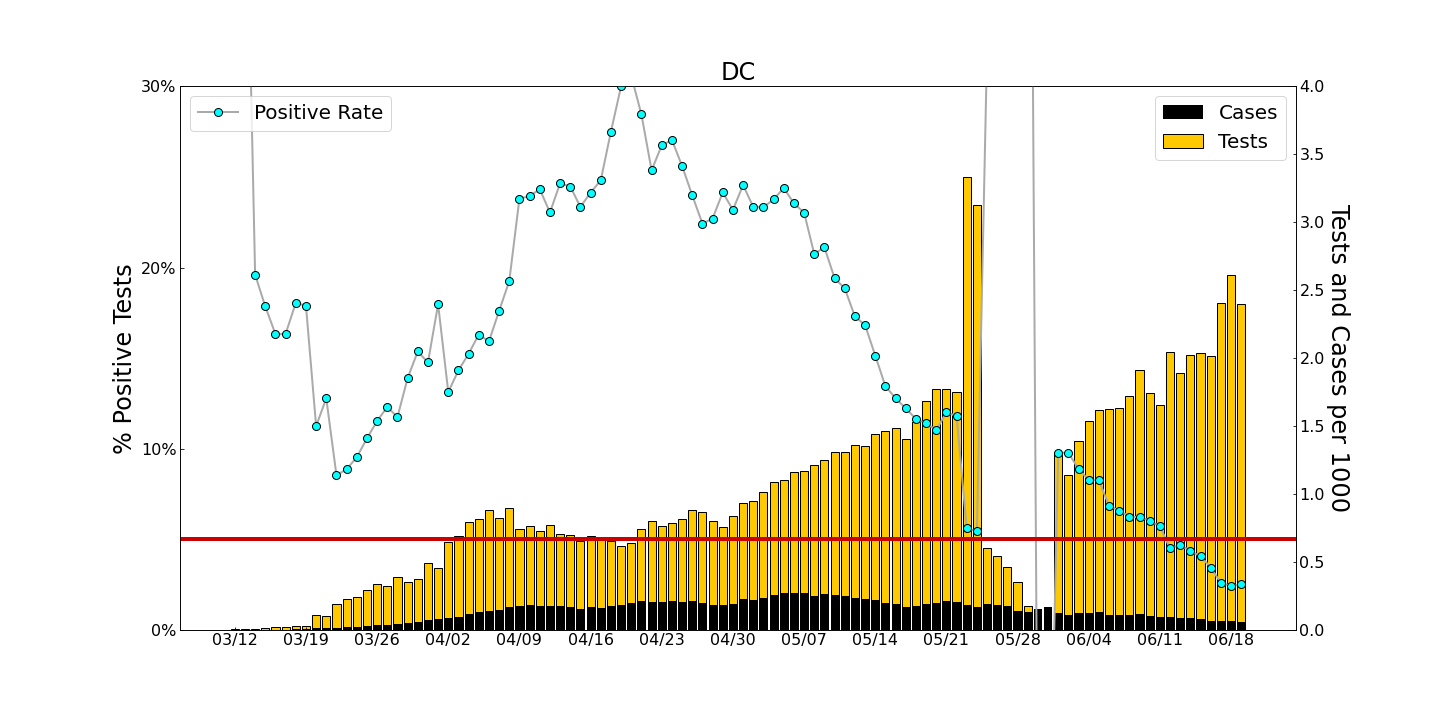 DC
Positive Rate
Cases
Tests
% Positive Tests
30%
20%
10%
0%
4.0
3.5
3.0
2.5
2.0
1.5
1.0
0.5
0.0
Tests and Cases per 1000
03/12 03/19 03/26 04/02 04/09 04/16 04/23 04/30 05/07 05/14 05/21 05/28 06/04 06/11 06/18